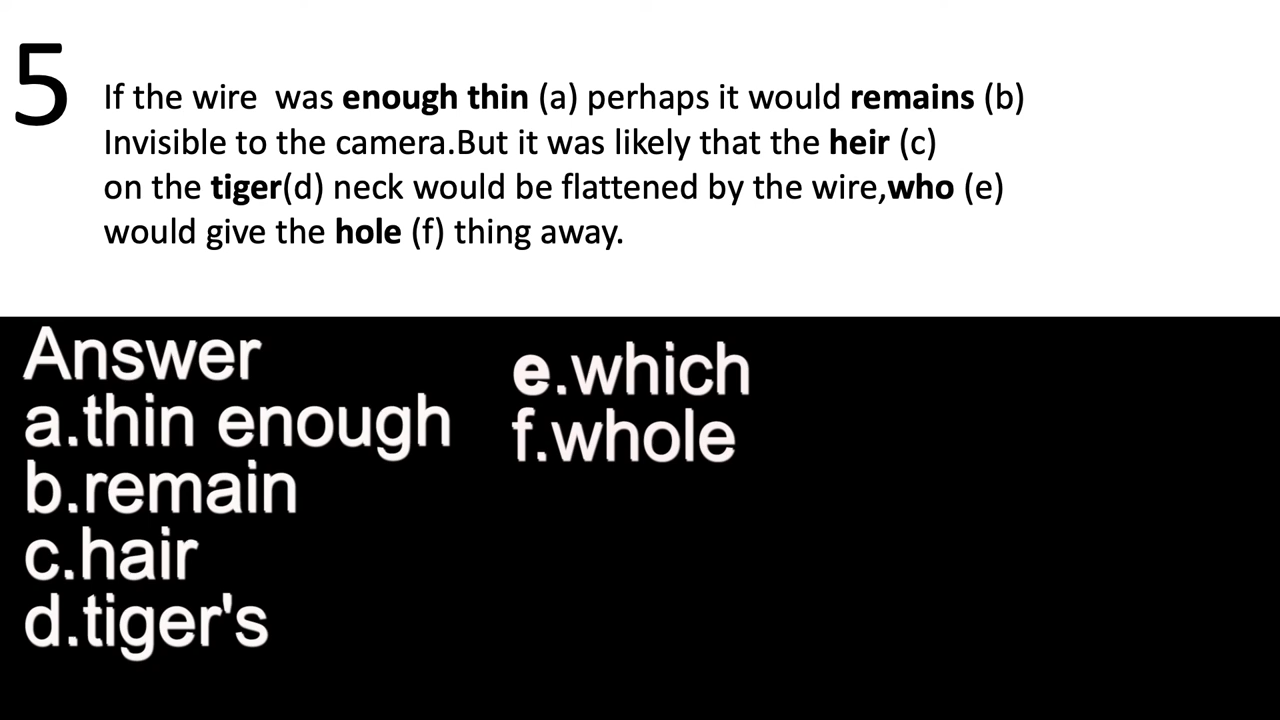 5
If the wire  was enough thin (a) perhaps it would remains (b)
Invisible to the camera.But it was likely that the heir (c)
on the tiger(d) neck would be flattened by the wire,who (e)
would give the hole (f) thing away.
Answer
a.thin enough
b.remain
c.hair
d.tiger's
e.which
f.whole